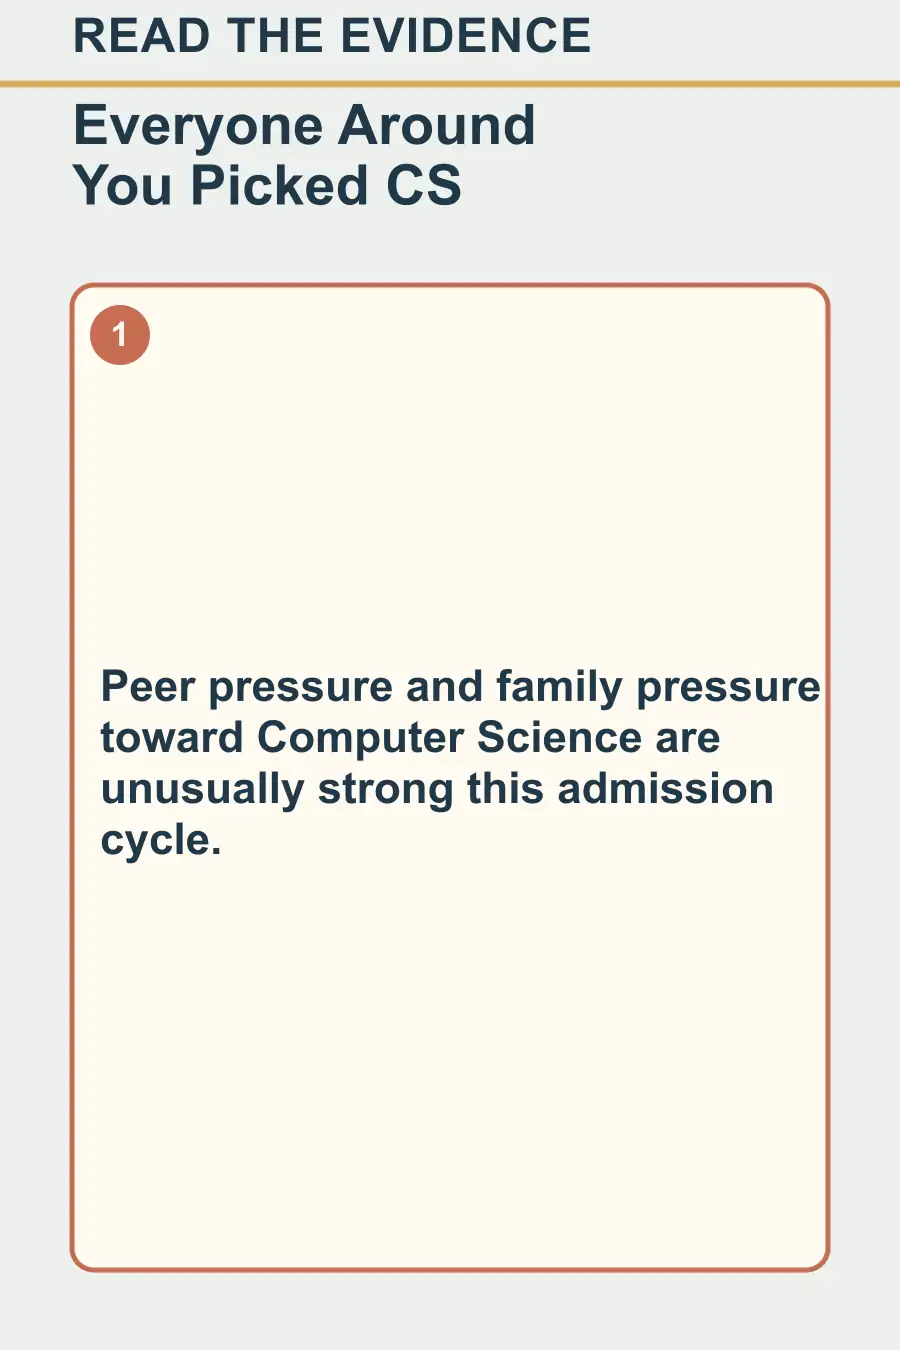 READ THE EVIDENCE
Everyone Around
You Picked CS
1
Peer pressure and family pressure
toward Computer Science are
unusually strong this admission
cycle.